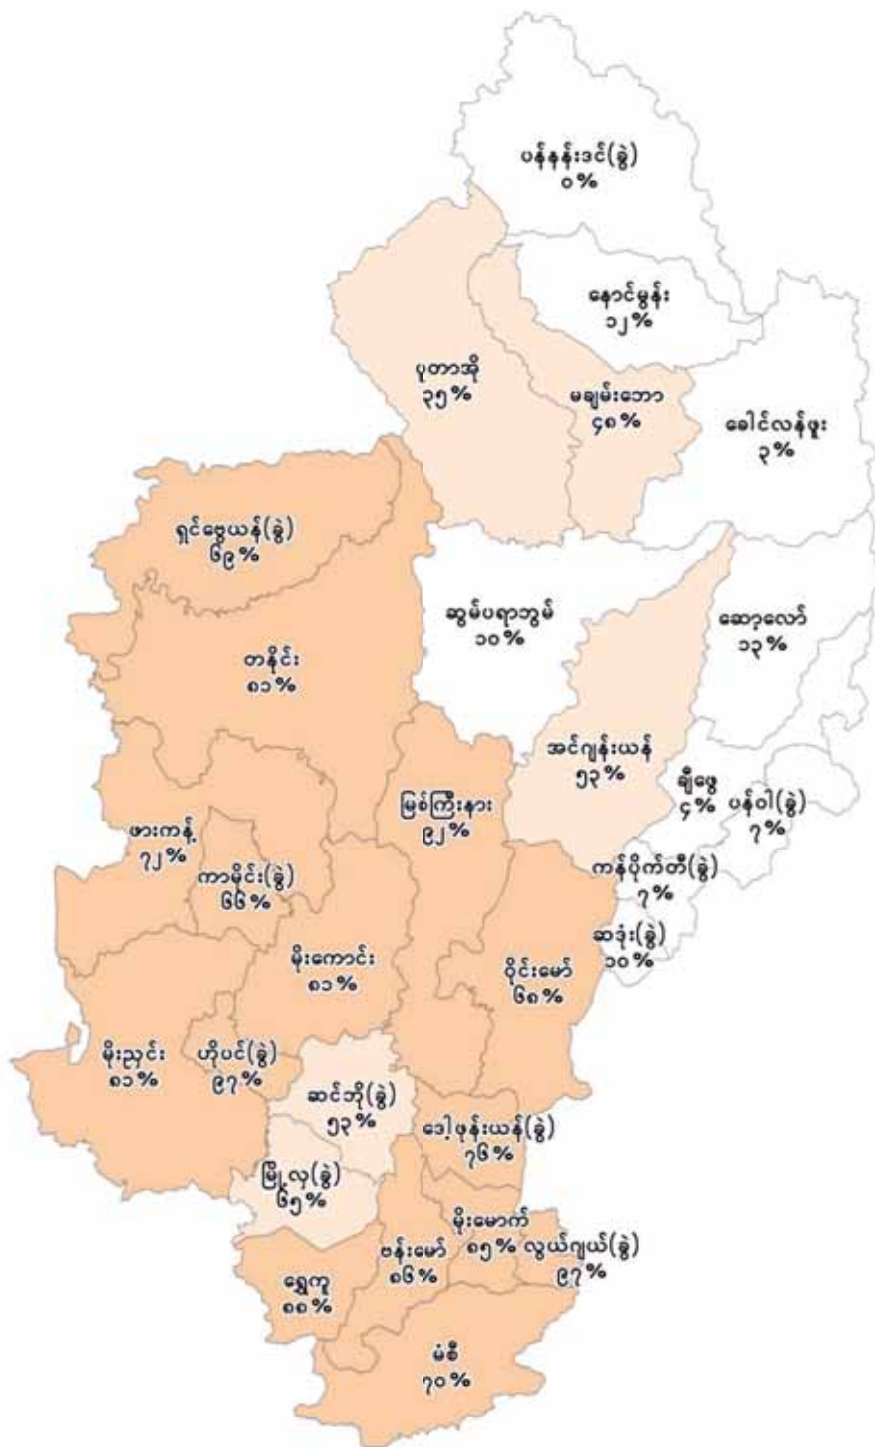 ပန်နန်းဒင်(ခွဲ)
၀%
နောင်မွန်း
၁၂%
ပူတာအို
၃၅%
မချမ်းဘော
၄၈%
ခေါင်လန်ဖူး
၃%
ရှင်ဗွေယန်(ခွဲ)
၆၉%
ဆွမ်ပရာဘွမ်
၁၀%
ဆော့လော်
၁၃%
တနိုင်း
၈၁%
အင်ဂျန်းယန်
၅၃%
ချီဖွေ
၄%
ပန်ဝါ(ခွဲ)
၇%
မြစ်ကြီးနား
၉၂%
ဖားကန့်
၇၂%
ကာမိုင်း(ခွဲ)
၆၆%
ကန်ပိုက်တီ(ခွဲ)
၇%
ဆဒုံး(ခွဲ)
၁၀%
မိုးကောင်း
၈၁%
ဝိုင်းမော်
၆၈%
မိုးညှင်း
၈၁%
ဟိုပင်(ခွဲ)
၉၇%
ဆင်ဘို(ခွဲ)
၅၃%
ဒေါ့ဖုန်းယန်(ခွဲ)
၇၆%
မြို့လှ(ခွဲ)
၆၅%
မိုးမောက်
၈၅%
လွယ်ဂျယ်(ခွဲ)
၉၇%
ဗန်းမော်
၈၆%
ရွှေကူ
၈၈%
မံစီ
၇၀%